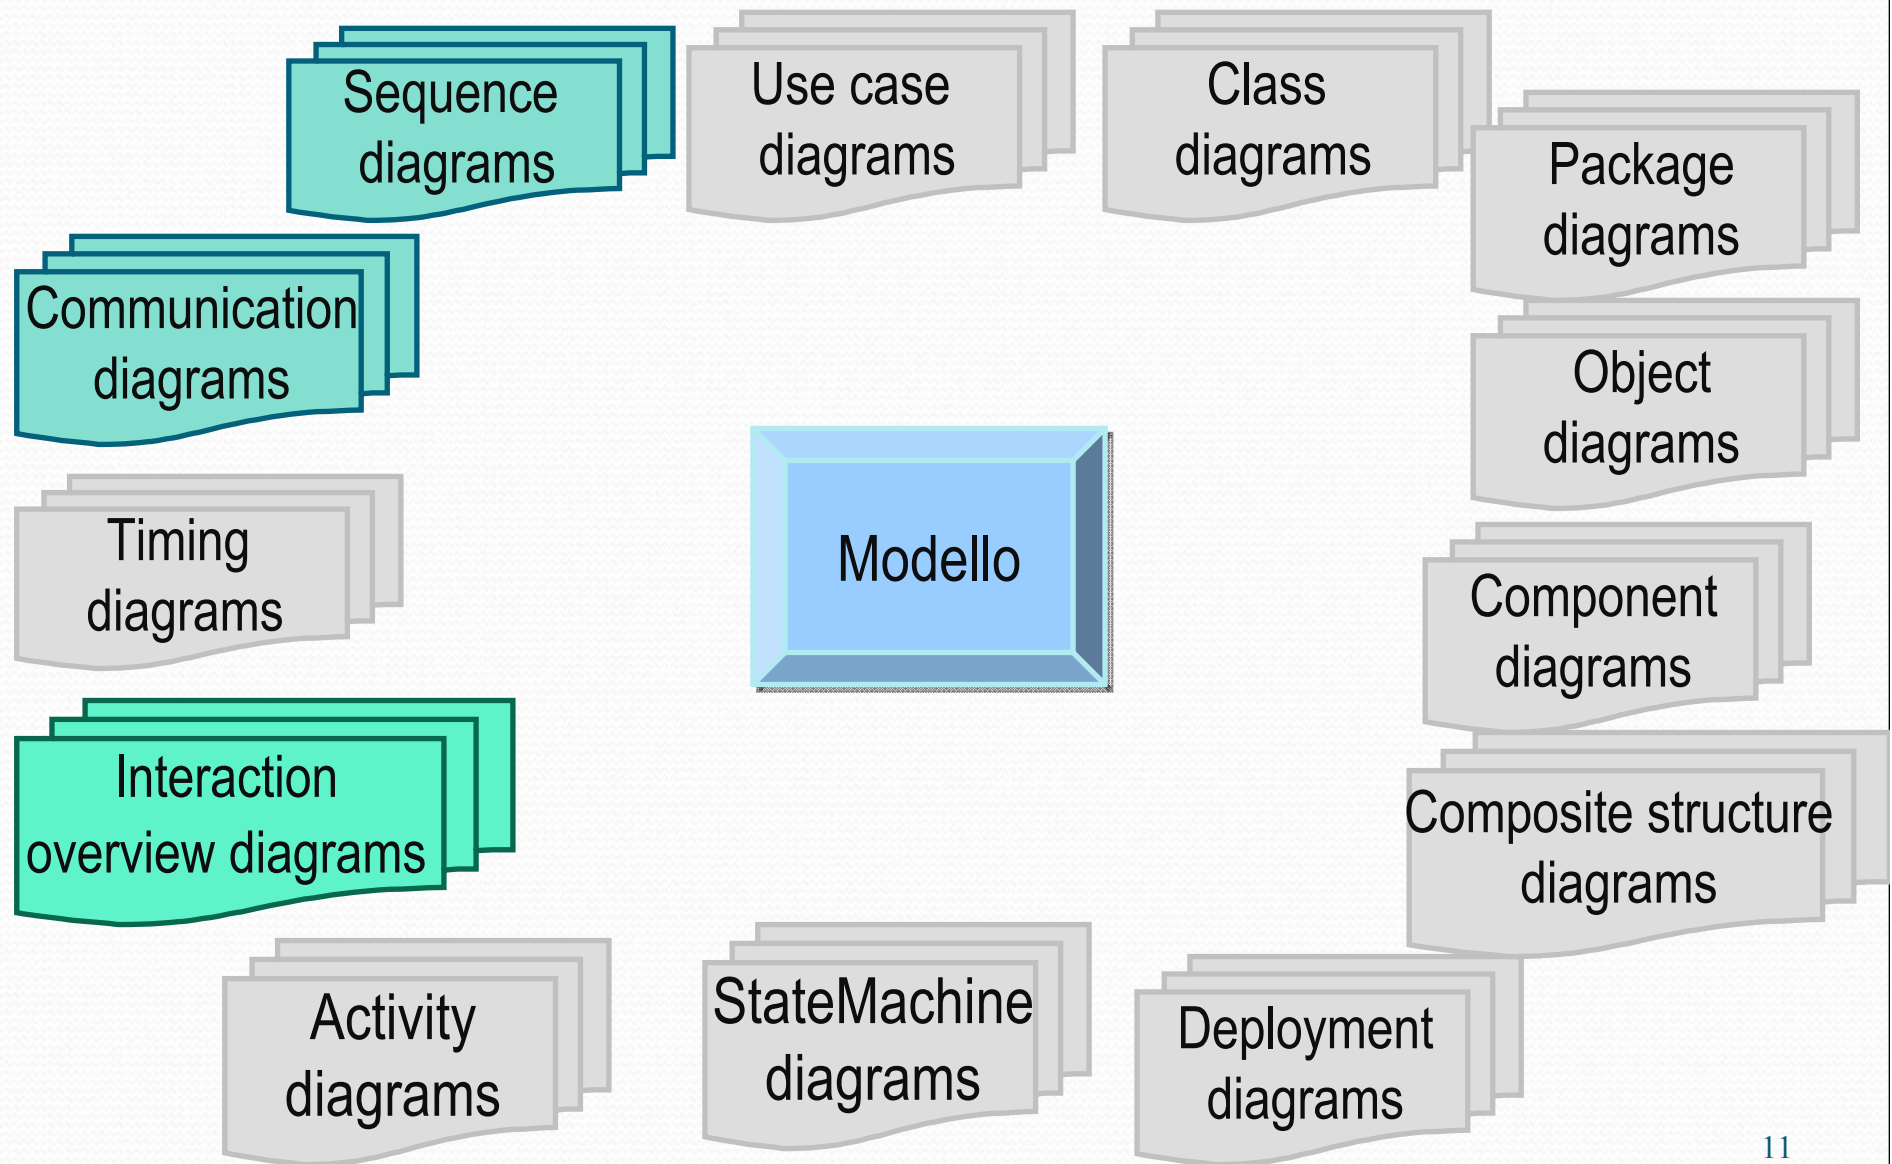 Sequence
diagrams
Use case
diagrams
Class
diagrams
Package
diagrams
Communication
diagrams
Object
diagrams
Timing
diagrams
Modello
Component
diagrams
Interaction
overview diagrams
Composite structure
diagrams
Activity
diagrams
StateMachine
diagrams
Deployment
diagrams
11